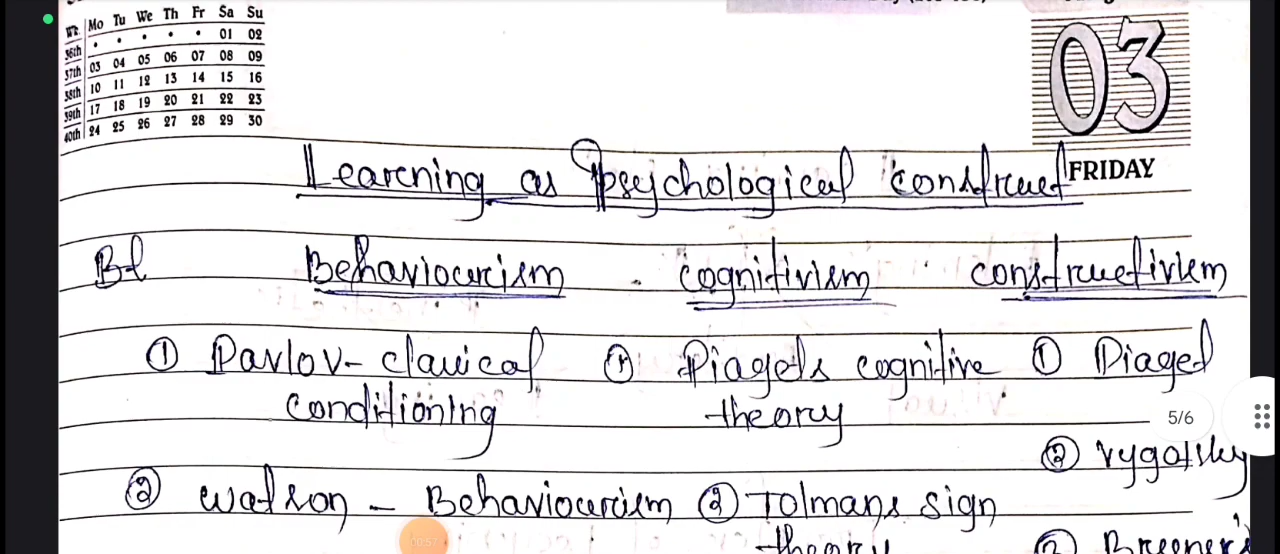 Wk. Mo Tu We Th Fr Sa Su
36th • • • • • 01 02
37th 03 04 05 06 07 08 09
38th 10 11 12 13 14 15 16
39th 17 18 19 20 21 22 23
40th 24 25 26 27 28 29 30
03
FRIDAY
Learning as Psychological construct
Behaviourism cognitivism constructivism
① Pavlov - classical ① Piagets cognitive ① Piaget
conditioning theory
5/6
② vygotsky
② watson - Behaviourism ② Tolmans sign
theory